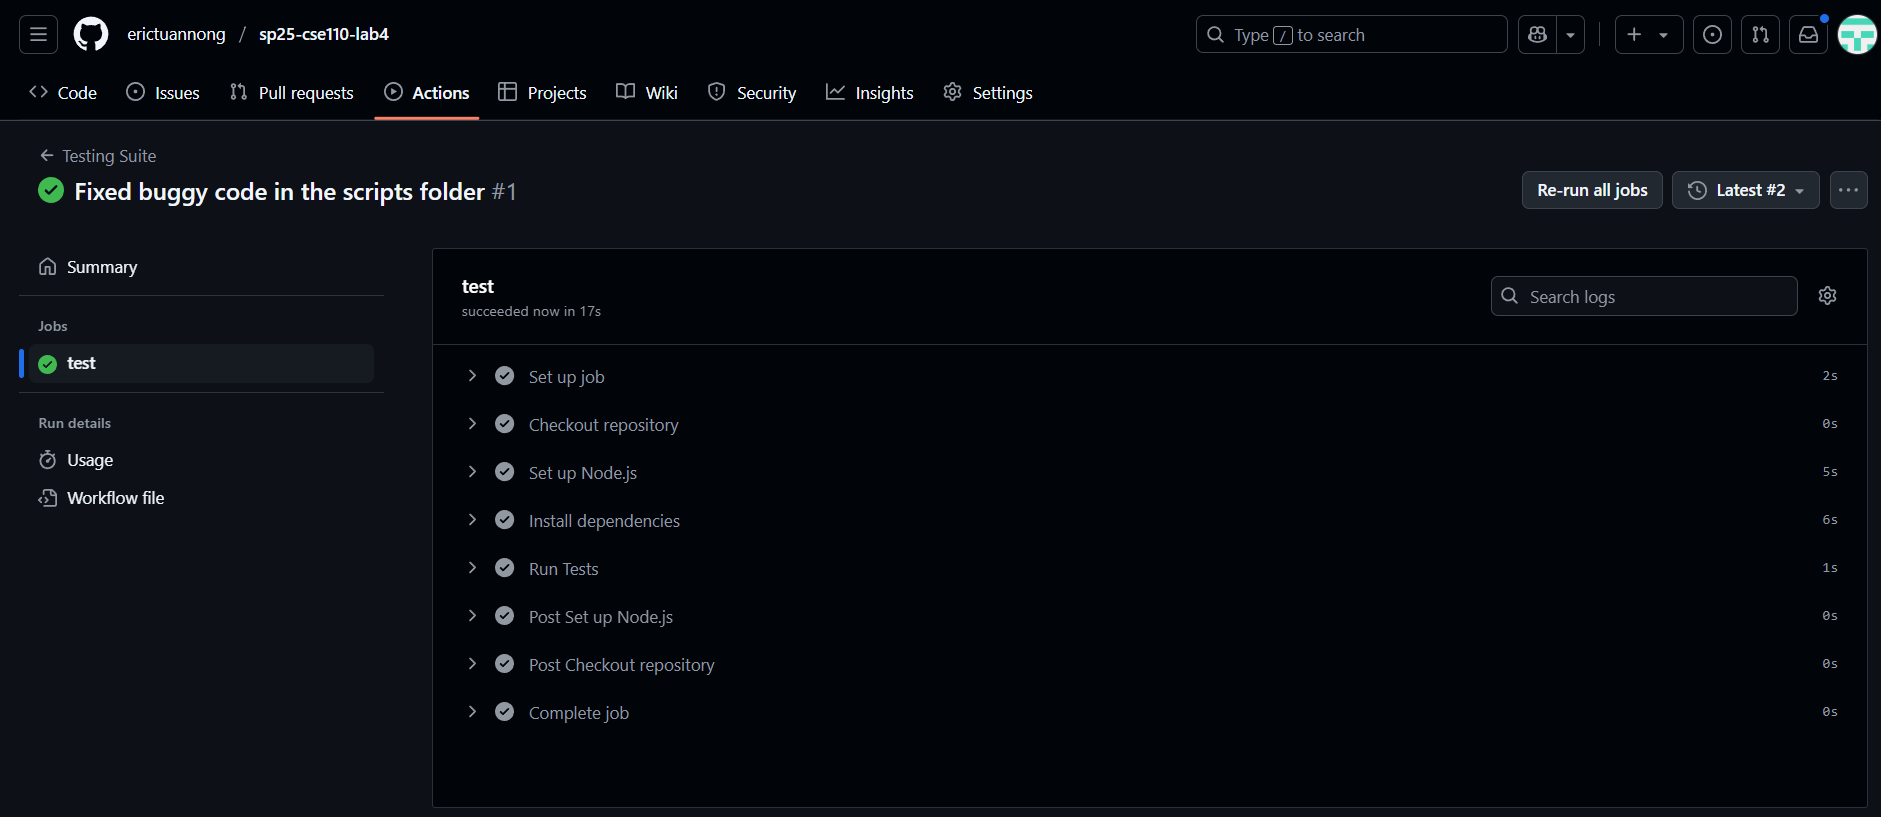 erictuannong / sp25-cse110-lab4
Type / to search
Code Issues Pull requests Actions Projects Wiki Security Insights Settings
Testing Suite
Fixed buggy code in the scripts folder #1
Re-run all jobs
Latest #2
Summary
Jobs
test
Run details
Usage
Workflow file
test
succeeded now in 17s
Search logs
Set up job 2s
Checkout repository 0s
Set up Node.js 5s
Install dependencies 6s
Run Tests 1s
Post Set up Node.js 0s
Post Checkout repository 0s
Complete job 0s